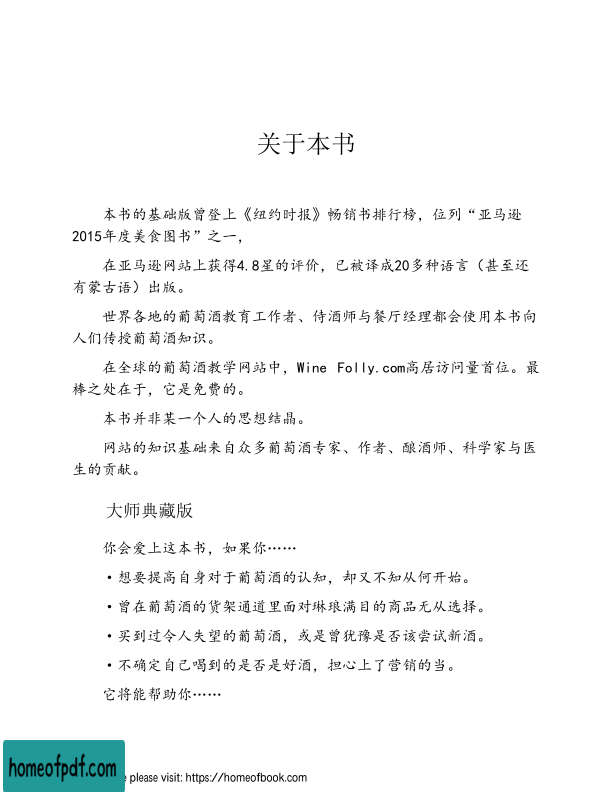 关于本书
本书的基础版曾登上《纽约时报》畅销书排行榜，位列“亚马逊
2015年度美食图书”之一，
在亚马逊网站上获得4.8星的评价，已被译成20多种语言（甚至还
有蒙古语）出版。
世界各地的葡萄酒教育工作者、侍酒师与餐厅经理都会使用本书向
人们传授葡萄酒知识。
在全球的葡萄酒教学网站中，Wine Folly.com高居访问量首位。最
棒之处在于，它是免费的。
本书并非某一个人的思想结晶。
网站的知识基础来自众多葡萄酒专家、作者、酿酒师、科学家与医
生的贡献。
大师典藏版
你会爱上这本书，如果你……
·想要提高自身对于葡萄酒的认知，却又不知从何开始。
·曾在葡萄酒的货架通道里面对琳琅满目的商品无从选择。
·买到过令人失望的葡萄酒，或是曾犹豫是否该尝试新酒。
·不确定自己喝到的是否是好酒，担心上了营销的当。
它将能帮助你……
homeofpdf.com
e please visit: https://homeofbook.com